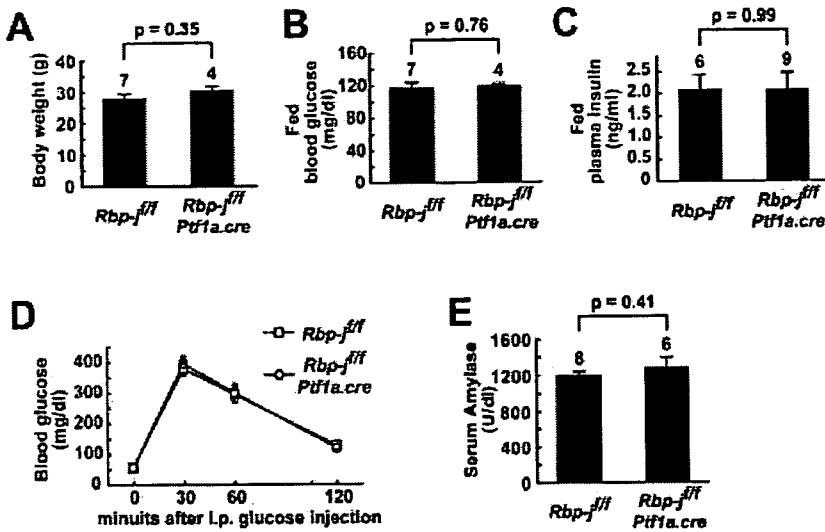 A
p = 0.35
Body weight (g)
40
30
20
10
0
7
4
Rbp-j^f/f
Rbp-j^f/f
Ptf1a.cre
B
p = 0.76
Fed
blood glucose
(mg/dl)
160
120
80
40
0
7
4
Rbp-j^f/f
Rbp-j^f/f
Ptf1a.cre
C
p = 0.99
Fed
plasma Insulin
(ng/ml)
2.5
2.0
1.5
1.0
0.5
0
6
9
Rbp-j^f/f
Rbp-j^f/f
Ptf1a.cre
D
Rbp-j^f/f
Rbp-j^f/f
Ptf1a.cre
Blood glucose
(mg/dl)
400
300
200
100
0
0
30
60
120
minuits after I.p. glucose injection
E
p = 0.41
Serum Amylase
(U/dl)
1600
1200
800
400
0
8
6
Rbp-j^f/f
Rbp-j^f/f
Ptf1a.cre